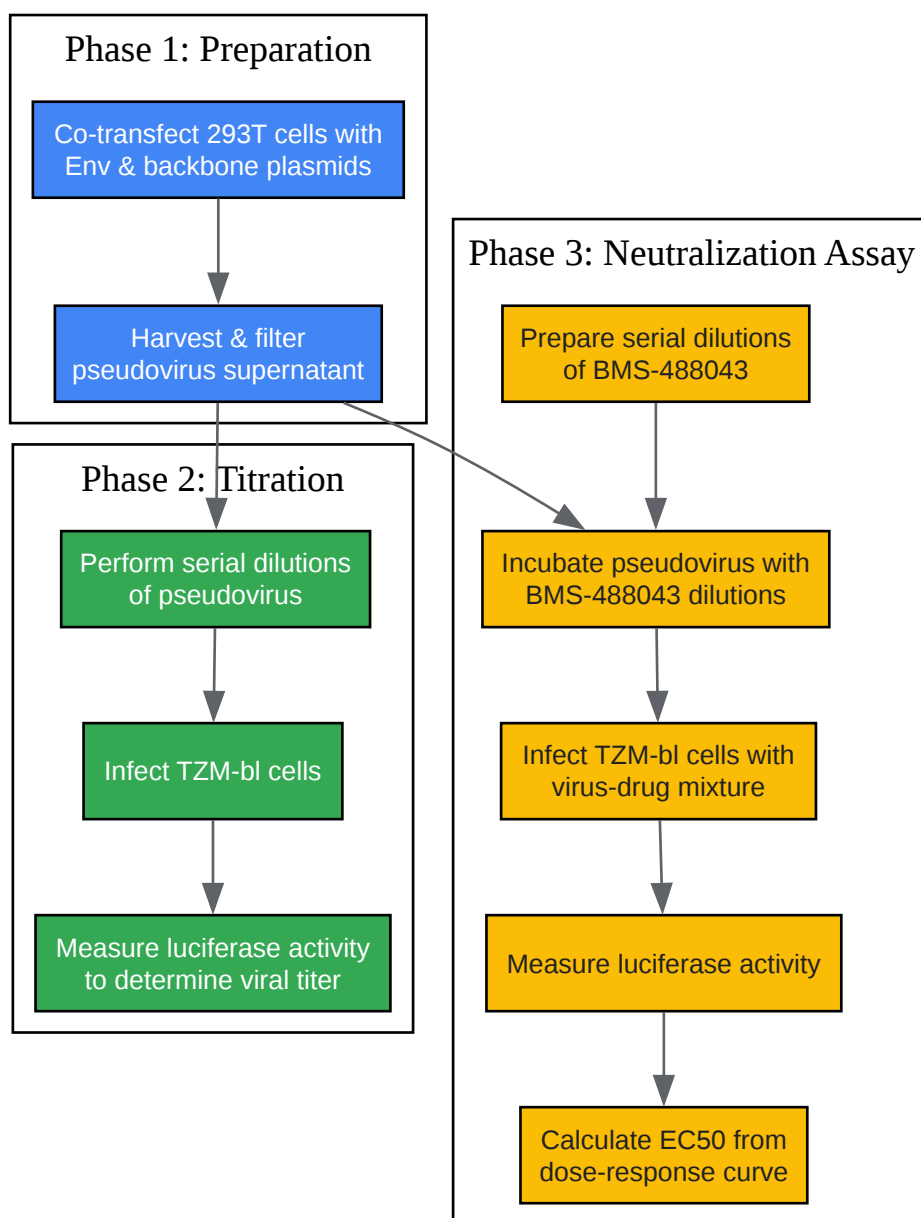 Phase 1: Preparation
Co-transfect 293T cells with
Env & backbone plasmids
Harvest & filter
pseudovirus supernatant
Phase 2: Titration
Perform serial dilutions
of pseudovirus
Infect TZM-bl cells
Measure luciferase activity
to determine viral titer
Phase 3: Neutralization Assay
Prepare serial dilutions
of BMS-488043
Incubate pseudovirus with
BMS-488043 dilutions
Infect TZM-bl cells with
virus-drug mixture
Measure luciferase activity
Calculate EC50 from
dose-response curve